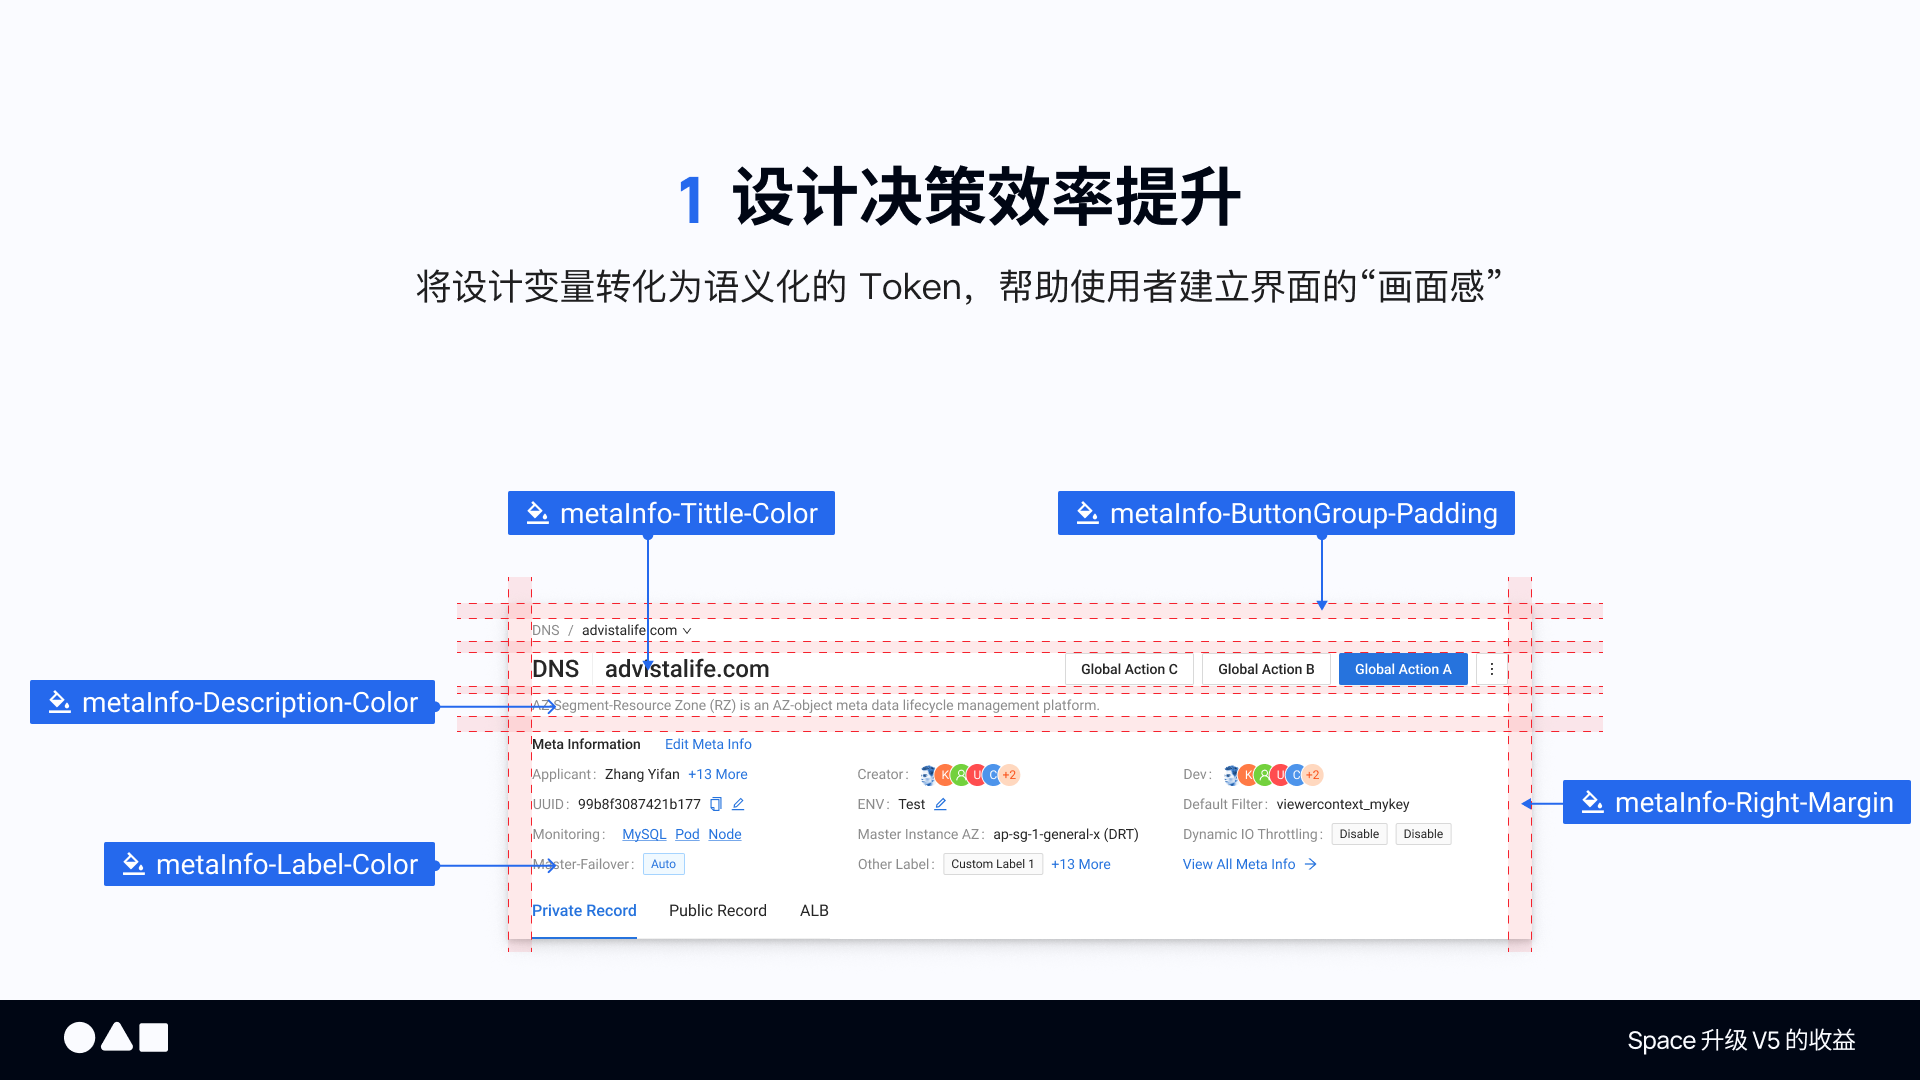 1 设计决策效率提升
将设计变量转化为语义化的 Token，帮助使用者建立界面的“画面感”
metaInfo-Tittle-Color
metaInfo-ButtonGroup-Padding
DNS / advistalife.com
DNS advistalife.com Global Action C Global Action B Global Action A
metaInfo-Description-Color
AZ-Segment-Resource Zone (RZ) is an AZ-object meta data lifecycle management platform.
Meta Information Edit Meta Info
Applicant: Zhang Yifan +13 More Creator: K U C +2 Dev: K U C +2
UUID: 99b8f3087421b177 ENV: Test Default Filter: viewercontext_mykey
metaInfo-Right-Margin
Monitoring: MySQL Pod Node Master Instance AZ: ap-sg-1-general-x (DRT) Dynamic IO Throttling: Disable Disable
metaInfo-Label-Color
Master-Failover: Auto Other Label: Custom Label 1 +13 More View All Meta Info
Private Record Public Record ALB
Space 升级 V5 的收益